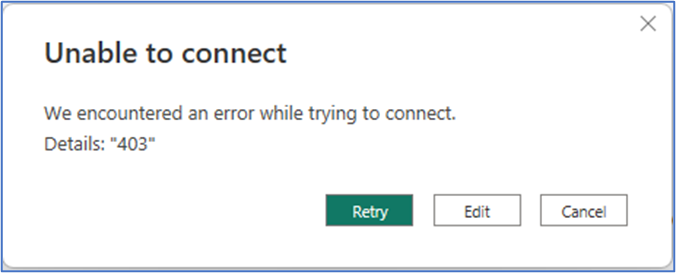 Unable to connect
We encountered an error while trying to connect.
Details: "403"
Retry Edit Cancel